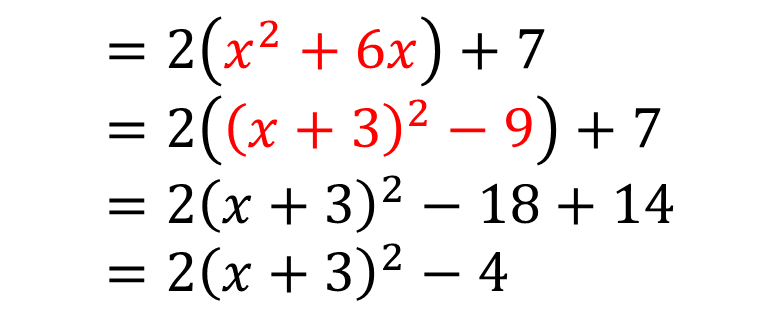 = 2(x² + 6x) + 7
= 2((x + 3)² − 9) + 7
= 2(x + 3)² − 18 + 14
= 2(x + 3)² − 4